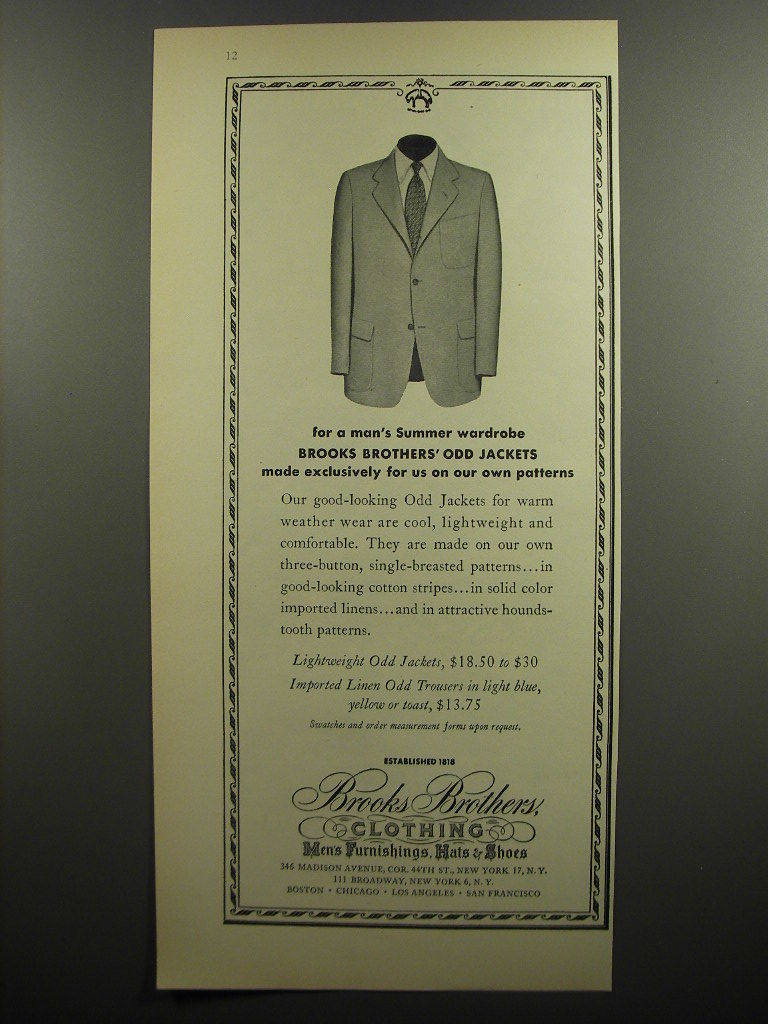 12
for a man's Summer wardrobe
BROOKS BROTHERS' ODD JACKETS
made exclusively for us on our own patterns
Our good-looking Odd Jackets for warm
weather wear are cool, lightweight and
comfortable. They are made on our own
three-button, single-breasted patterns...in
good-looking cotton stripes...in solid color
imported linens...and in attractive hounds-
tooth patterns.
Lightweight Odd Jackets, $18.50 to $30
Imported Linen Odd Trousers in light blue,
yellow or toast, $13.75
Swatches and order measurement forms upon request.
ESTABLISHED 1818
Brooks Brothers,
CLOTHING
Men's Furnishings, Hats & Shoes
346 MADISON AVENUE, COR. 44TH ST., NEW YORK 17, N. Y.
111 BROADWAY, NEW YORK 6, N. Y.
BOSTON • CHICAGO • LOS ANGELES • SAN FRANCISCO